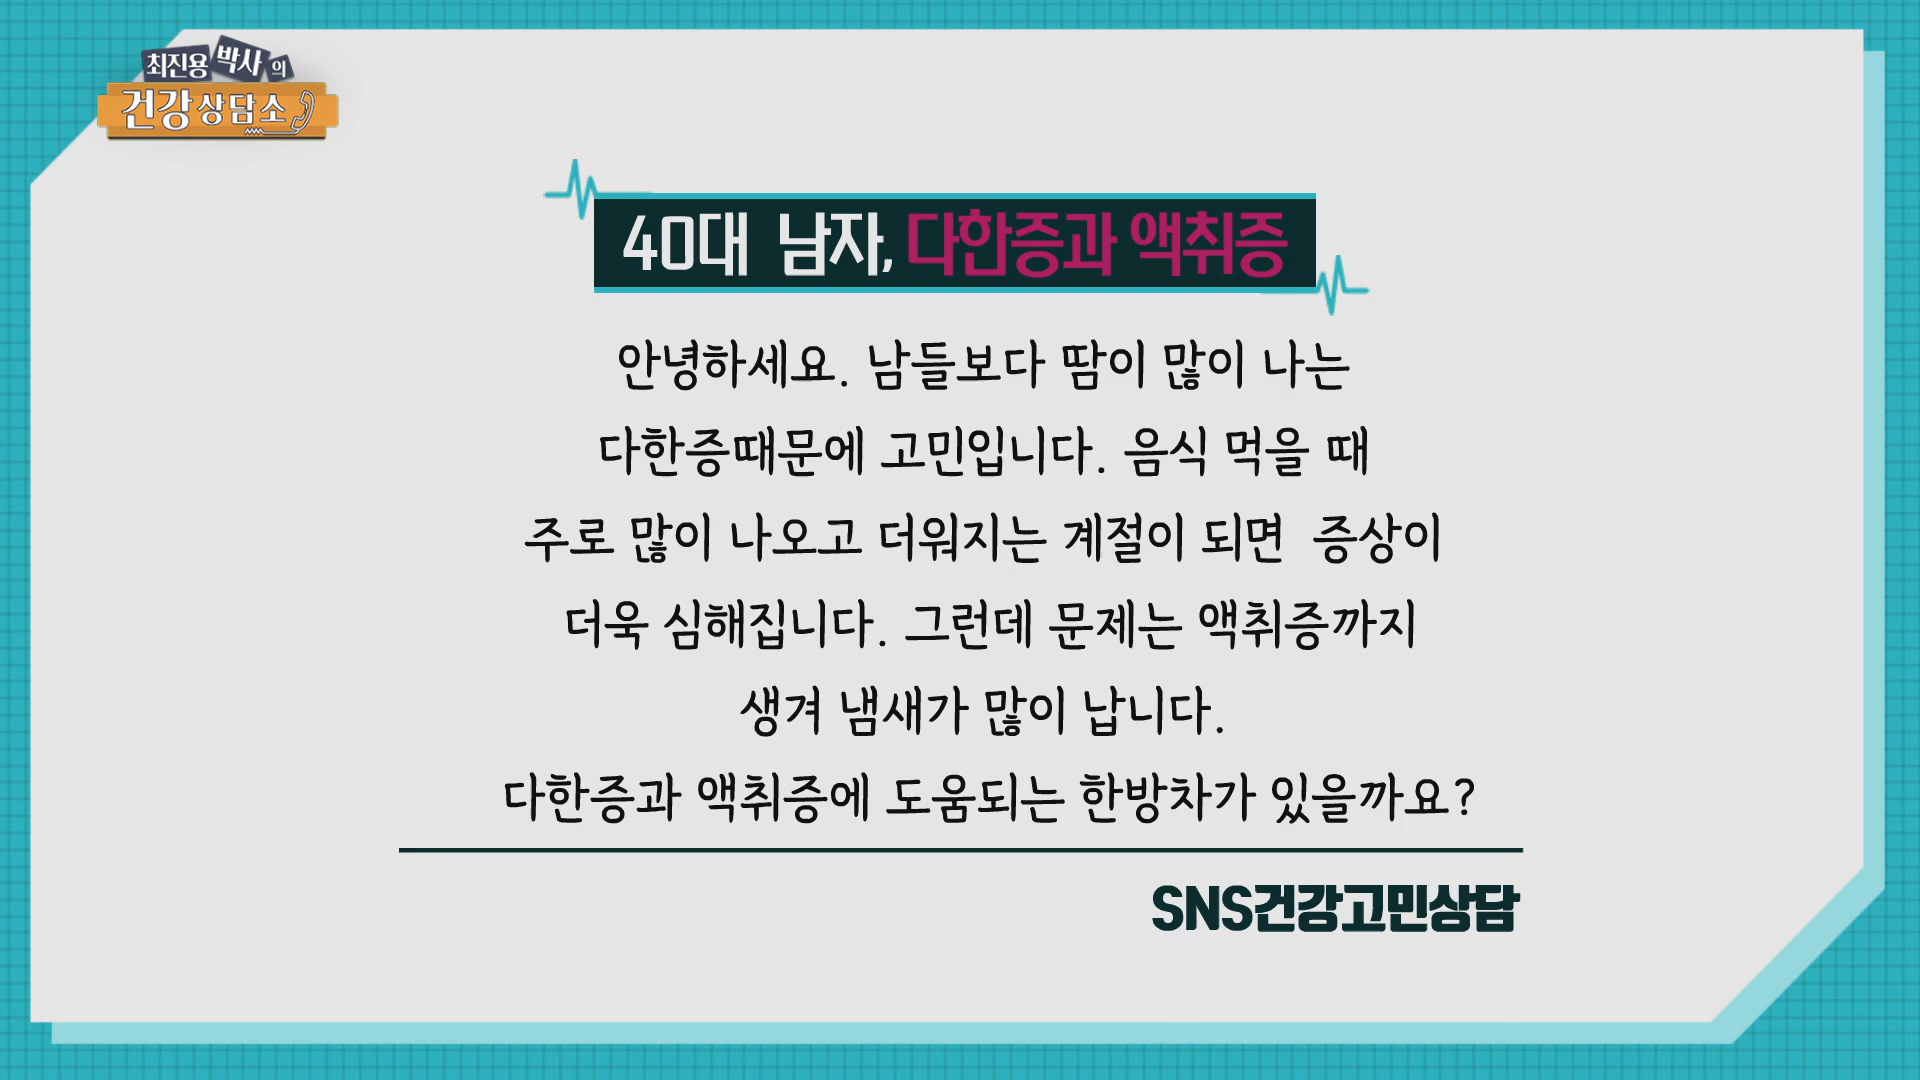 최진용 박사의
건강상담소
40대 남자, 다한증과 액취증
안녕하세요. 남들보다 땀이 많이 나는
다한증때문에 고민입니다. 음식 먹을 때
주로 많이 나오고 더워지는 계절이 되면 증상이
더욱 심해집니다. 그런데 문제는 액취증까지
생겨 냄새가 많이 납니다.
다한증과 액취증에 도움되는 한방차가 있을까요?
SNS건강고민상담